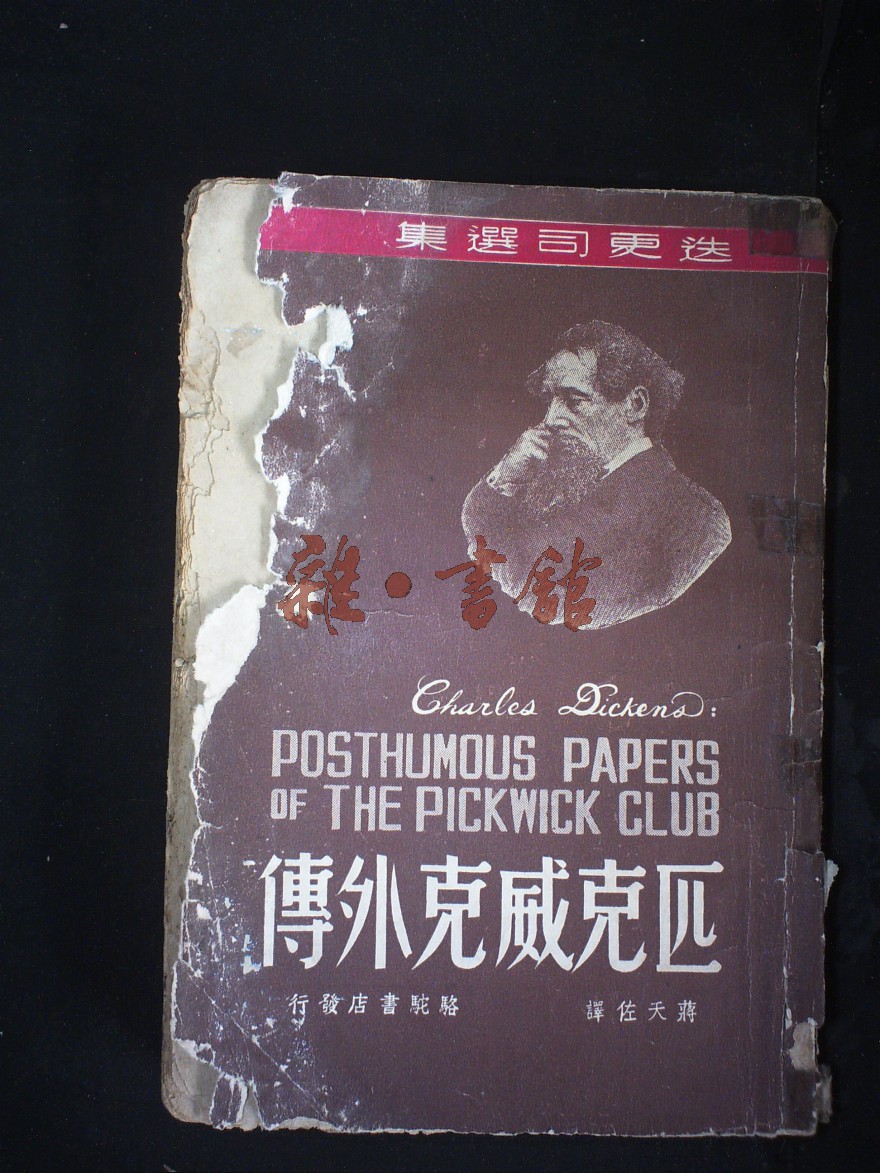 迭更司選集
雜·書館
Charles Dickens:
POSTHUMOUS PAPERS
OF THE PICKWICK CLUB
匹克威克外傳
蔣天佐譯
駱駝書店發行